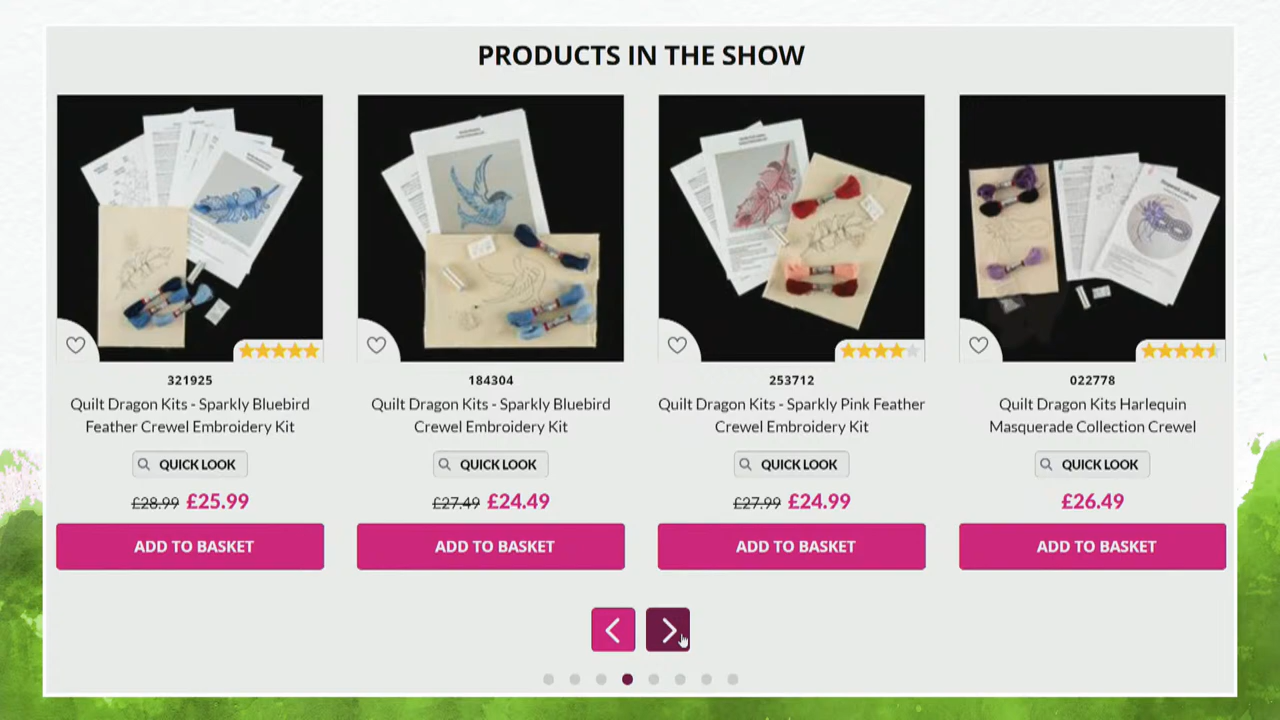 PRODUCTS IN THE SHOW
321925
Quilt Dragon Kits - Sparkly Bluebird
Feather Crewel Embroidery Kit
QUICK LOOK
£28.99 £25.99
ADD TO BASKET
184304
Quilt Dragon Kits - Sparkly Bluebird
Crewel Embroidery Kit
QUICK LOOK
£27.49 £24.49
ADD TO BASKET
253712
Quilt Dragon Kits - Sparkly Pink Feather
Crewel Embroidery Kit
QUICK LOOK
£27.99 £24.99
ADD TO BASKET
022778
Quilt Dragon Kits Harlequin
Masquerade Collection Crewel
QUICK LOOK
£26.49
ADD TO BASKET